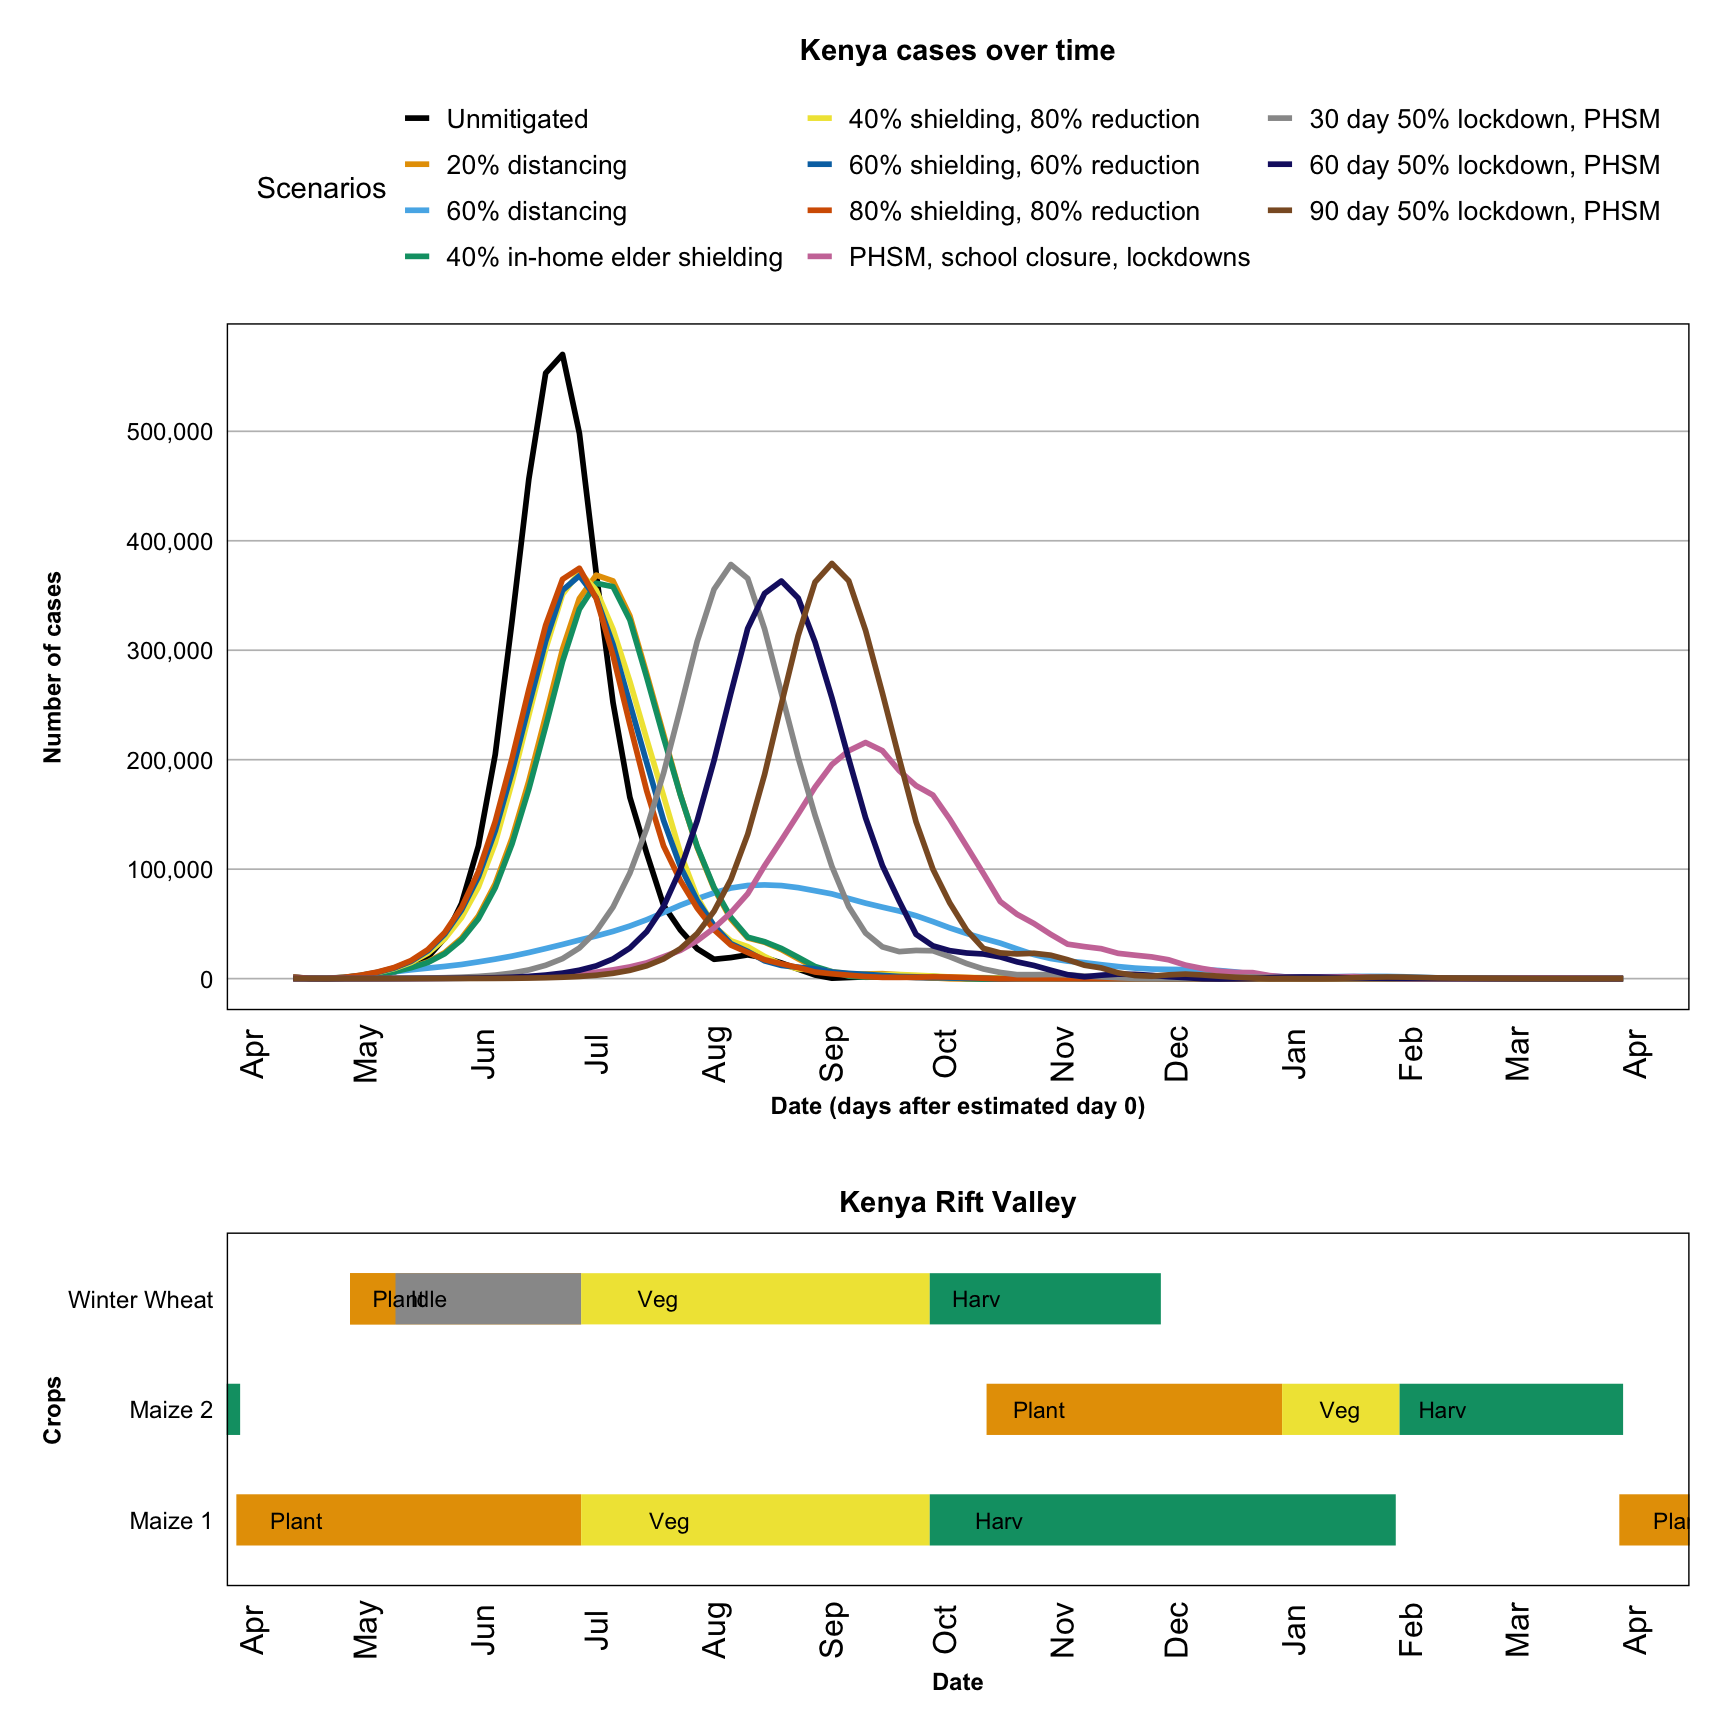 Kenya cases over time
Scenarios
Unmitigated
20% distancing
60% distancing
40% in-home elder shielding
40% shielding, 80% reduction
60% shielding, 60% reduction
80% shielding, 80% reduction
PHSM, school closure, lockdowns
30 day 50% lockdown, PHSM
60 day 50% lockdown, PHSM
90 day 50% lockdown, PHSM
Number of cases
500,000
400,000
300,000
200,000
100,000
0
Apr May Jun Jul Aug Sep Oct Nov Dec Jan Feb Mar Apr
Date (days after estimated day 0)
Kenya Rift Valley
Crops
Winter Wheat Plant Idle Veg Harv
Maize 2 Plant Veg Harv
Maize 1 Plant Veg Harv Plan
Apr May Jun Jul Aug Sep Oct Nov Dec Jan Feb Mar Apr
Date